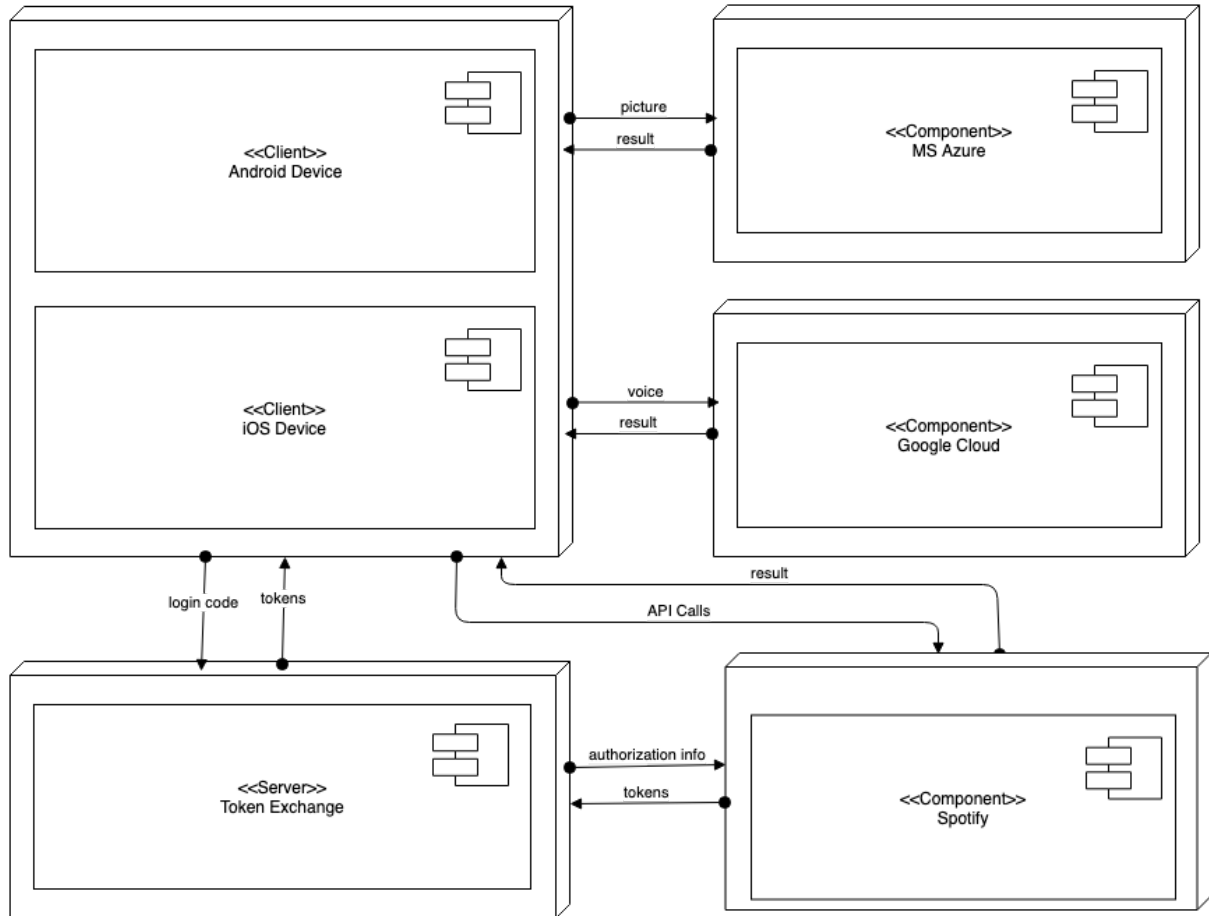 <<Client>>
Android Device
picture
result
<<Component>>
MS Azure
<<Client>>
iOS Device
voice
result
<<Component>>
Google Cloud
login code
tokens
result
API Calls
<<Server>>
Token Exchange
authorization info
tokens
<<Component>>
Spotify